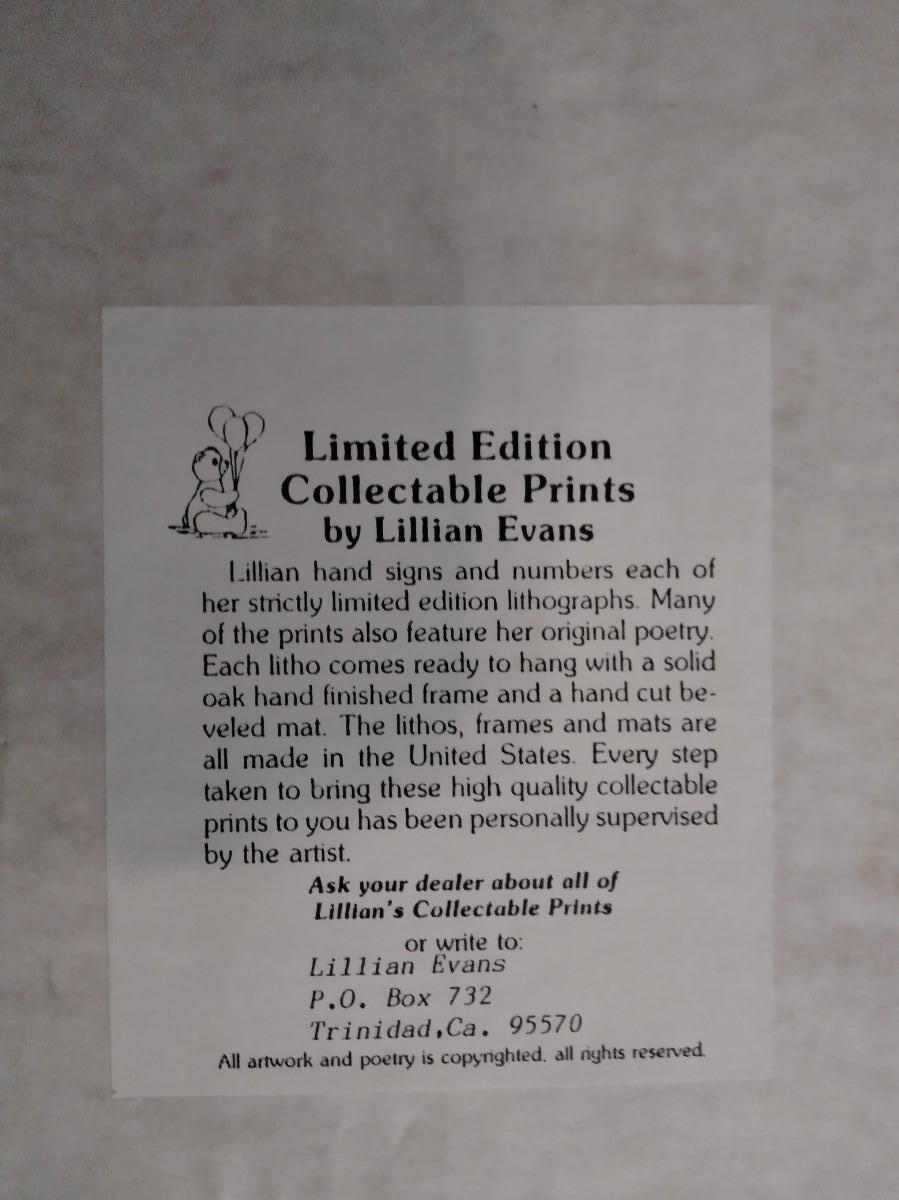 Limited Edition
Collectable Prints
by Lillian Evans
Lillian hand signs and numbers each of
her strictly limited edition lithographs. Many
of the prints also feature her original poetry.
Each litho comes ready to hang with a solid
oak hand finished frame and a hand cut be-
veled mat. The lithos, frames and mats are
all made in the United States. Every step
taken to bring these high quality collectable
prints to you has been personally supervised
by the artist.
Ask your dealer about all of
Lillian's Collectable Prints
or write to:
Lillian Evans
P.O. Box 732
Trinidad,Ca. 95570
All artwork and poetry is copyrighted. all rights reserved.